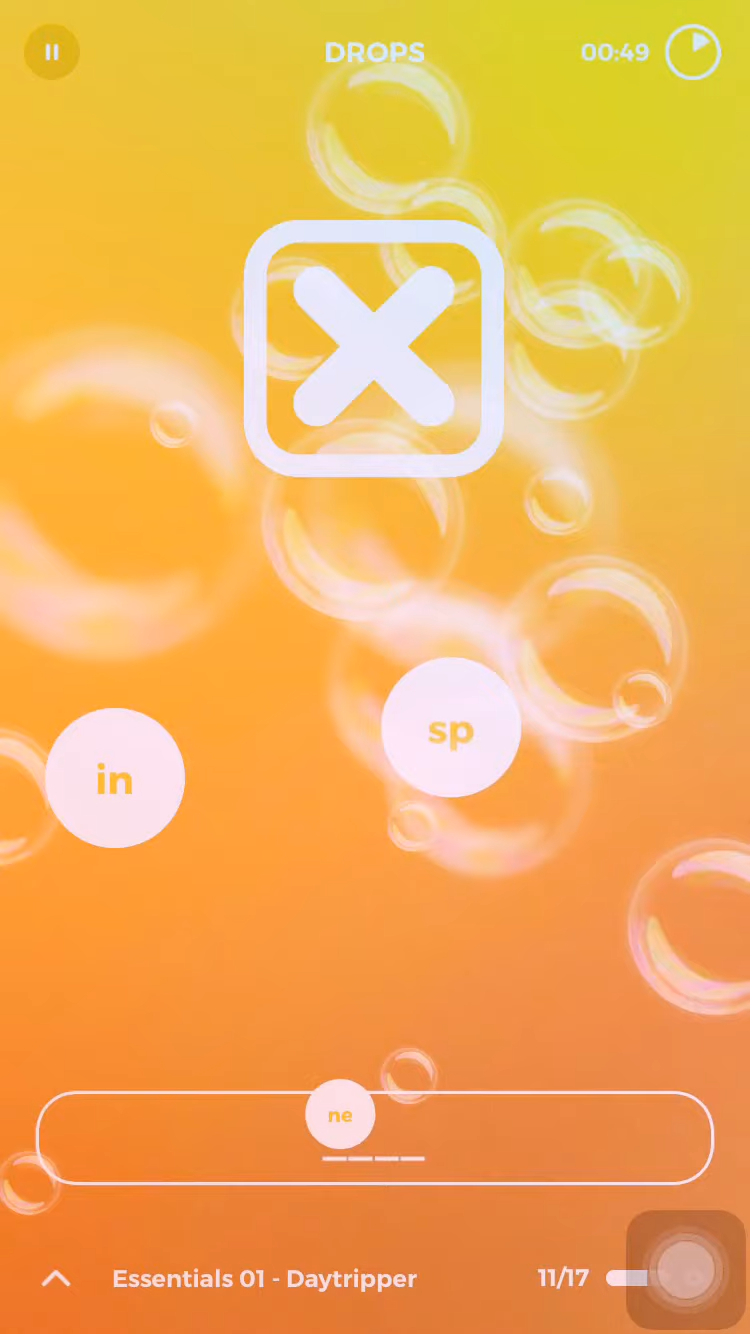 DROPS
00:49
sp
in
ne
Essentials 01 - Daytripper
11/17